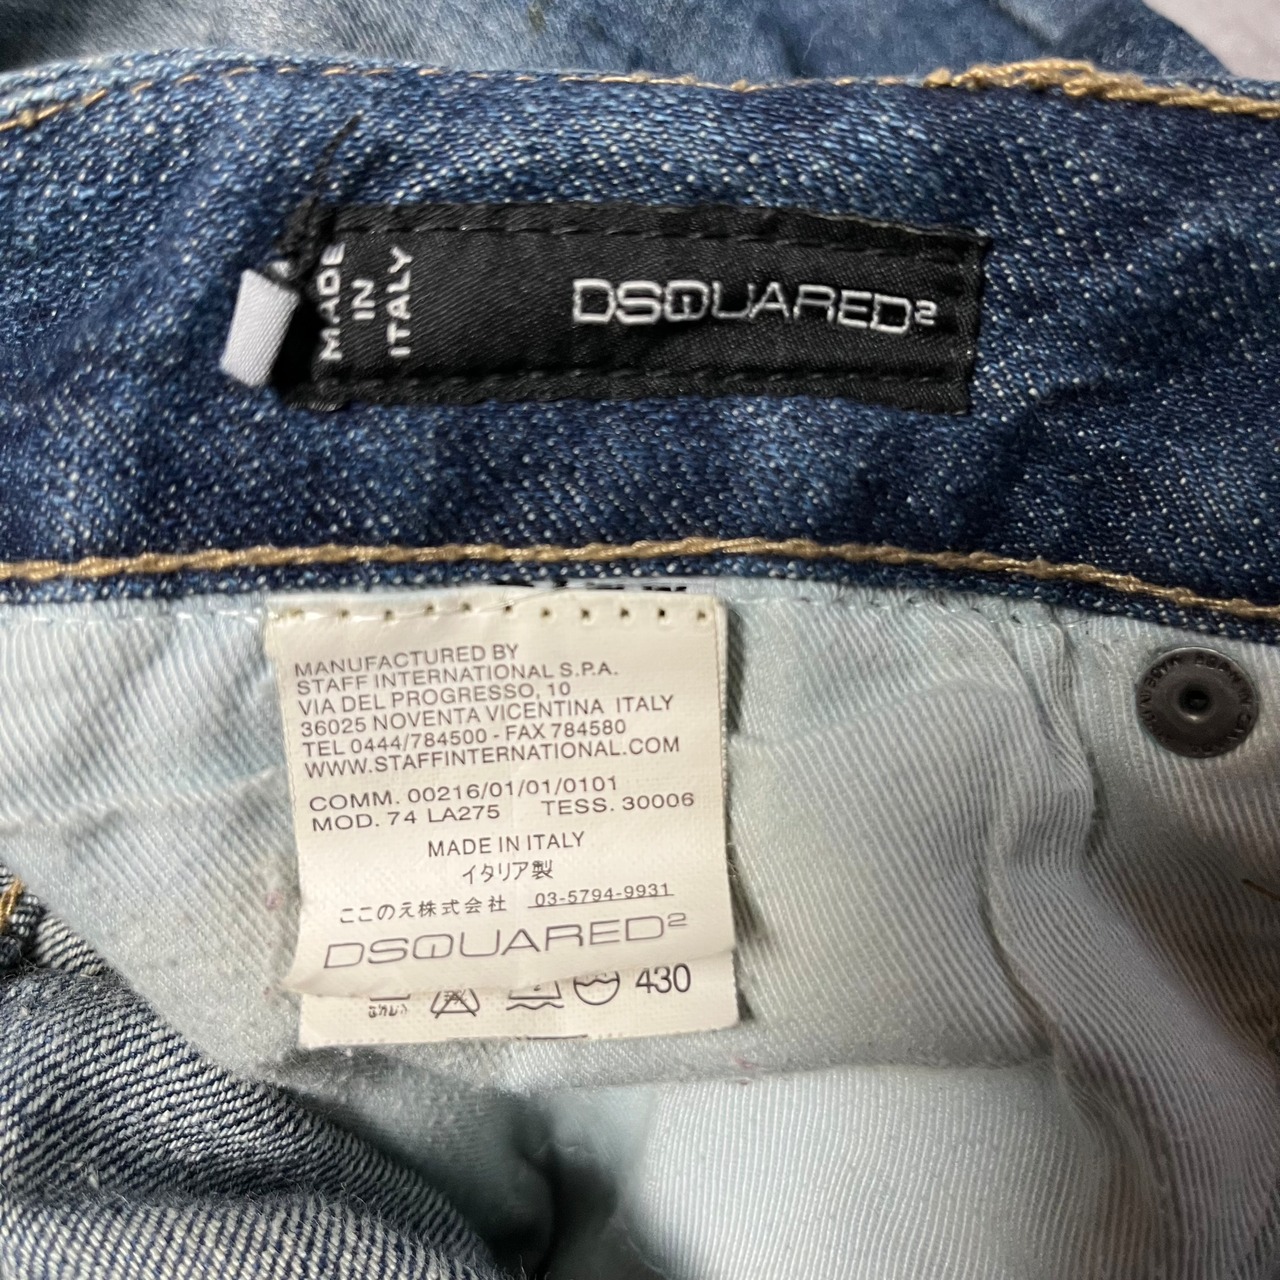 MADE
IN
ITALY
DSQUARED2
MANUFACTURED BY
STAFF INTERNATIONAL S.P.A.
VIA DEL PROGRESSO, 10
36025 NOVENTA VICENTINA ITALY
TEL 0444/784500 - FAX 784580
WWW.STAFFINTERNATIONAL.COM
COMM. 00216/01/01/0101
MOD. 74 LA275 TESS. 30006
MADE IN ITALY
イタリア製
ここのえ株式会社 03-5794-9931
DSQUARED2
430